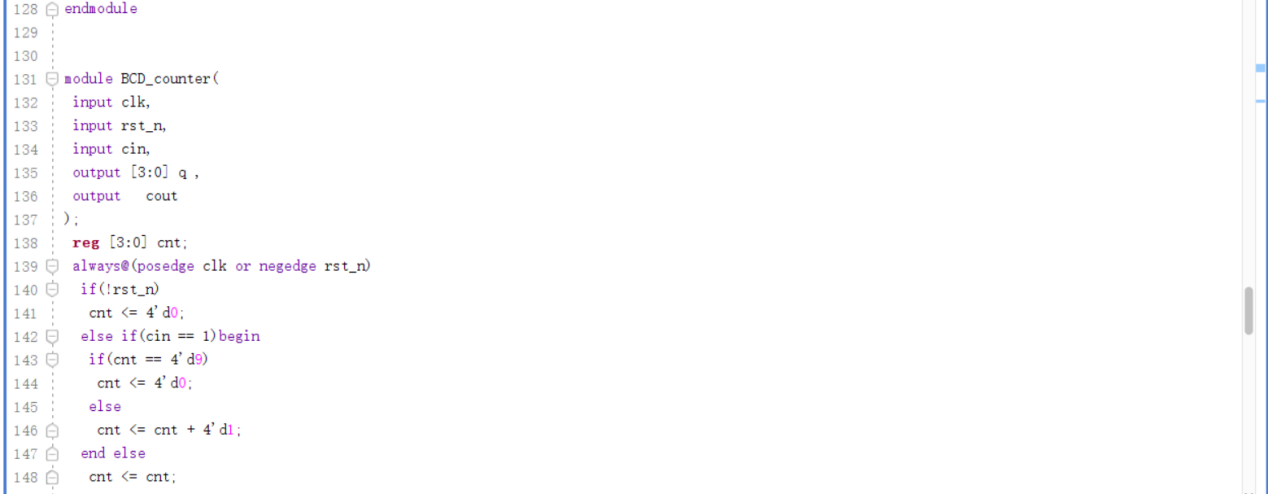 128 endmodule
129
130
131 module BCD_counter(
132 input clk,
133 input rst_n,
134 input cin,
135 output [3:0] q ,
136 output   cout
137 );
138 reg [3:0] cnt;
139 always@(posedge clk or negedge rst_n)
140 if(!rst_n)
141 cnt <= 4'd0;
142 else if(cin == 1)begin
143 if(cnt == 4'd9)
144 cnt <= 4'd0;
145 else
146 cnt <= cnt + 4'd1;
147 end else
148 cnt <= cnt;